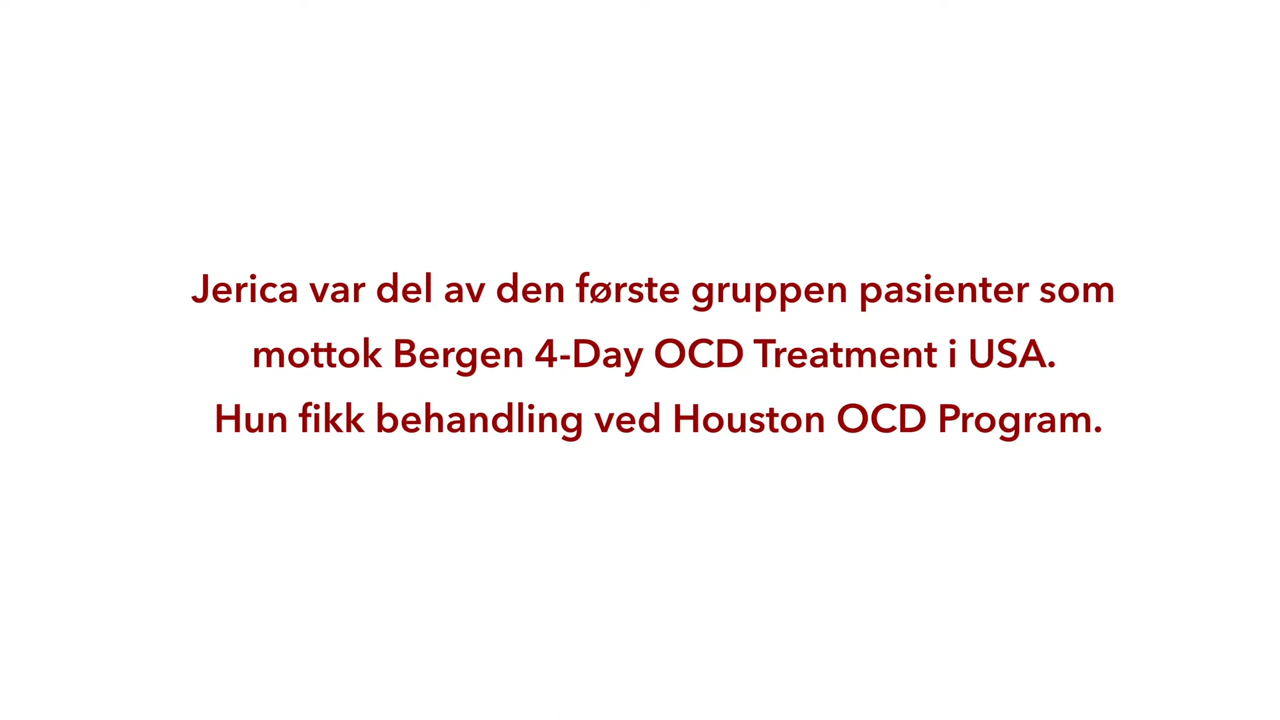 Jerica var del av den første gruppen pasienter som
mottok Bergen 4-Day OCD Treatment i USA.
Hun fikk behandling ved Houston OCD Program.